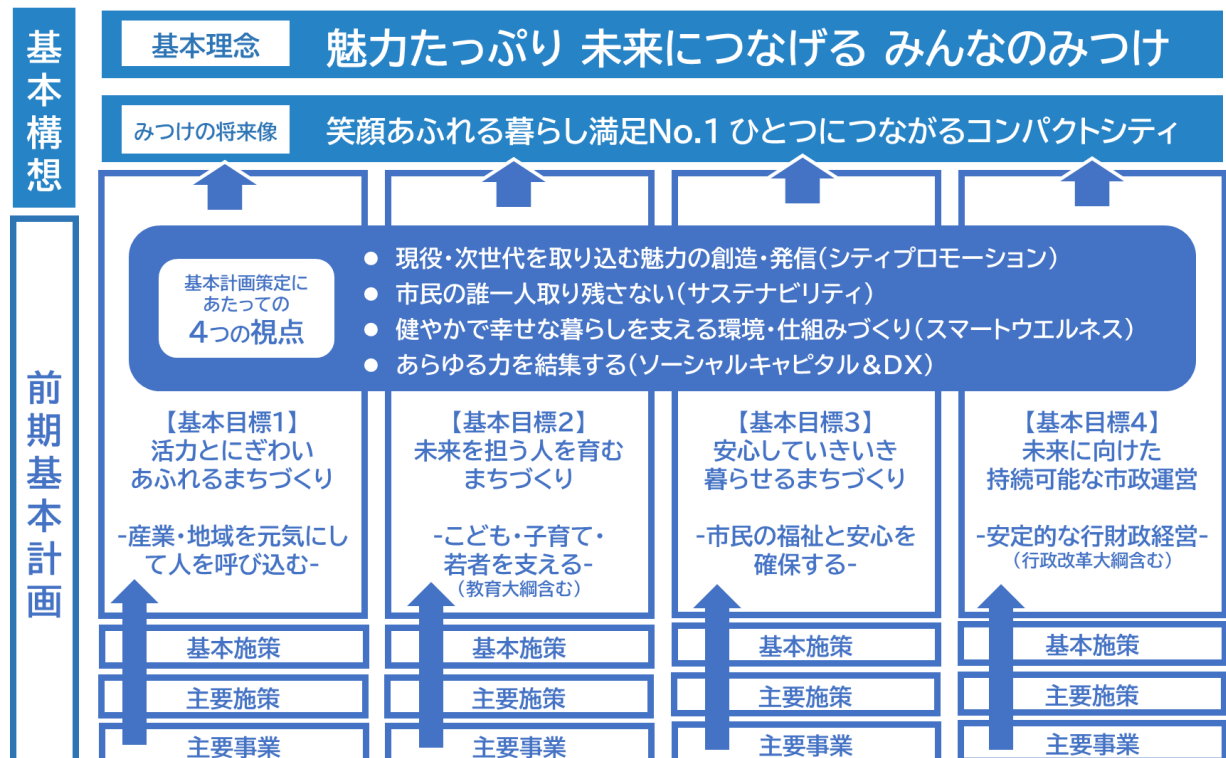 基本構想
基本理念
魅力たっぷり 未来につなげる みんなのみつけ
みつけの将来像
笑顔あふれる暮らし満足No.1 ひとつにつながるコンパクトシティ
前期基本計画
基本計画策定に
あたっての
4つの視点
● 現役・次世代を取り込む魅力の創造・発信(シティプロモーション)
● 市民の誰一人取り残さない(サステナビリティ)
● 健やかで幸せな暮らしを支える環境・仕組みづくり(スマートウエルネス)
● あらゆる力を結集する(ソーシャルキャピタル&DX)
【基本目標1】
活力とにぎわい
あふれるまちづくり
-産業・地域を元気にし
て人を呼び込む-
基本施策
主要施策
主要事業
【基本目標2】
未来を担う人を育む
まちづくり
-こども・子育て・
若者を支える-
(教育大綱含む)
基本施策
主要施策
主要事業
【基本目標3】
安心していきいき
暮らせるまちづくり
-市民の福祉と安心を
確保する-
基本施策
主要施策
主要事業
【基本目標4】
未来に向けた
持続可能な市政運営
-安定的な行財政経営-
(行政改革大綱含む)
基本施策
主要施策
主要事業